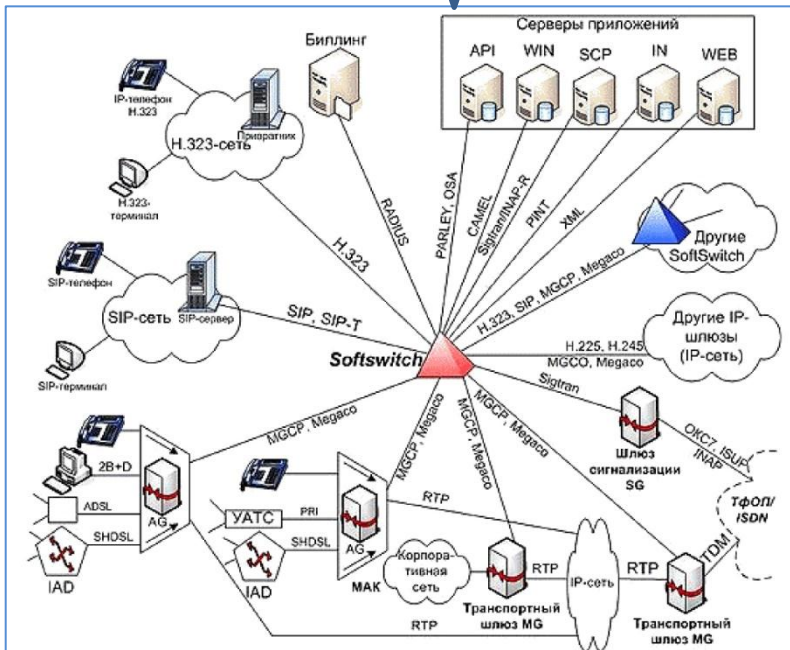 Серверы приложений
Биллинг
API WIN SCP IN WEB
IP-телефон
H.323
Привратник
H.323-сеть
H.323-
терминал
RADIUS
PARLEY, OSA
CAMEL
Sigtran/INAP-R
PINT
XML
H.323
Другие
SoftSwitch
H.323, SIP, MGCP, Megaco
SIP-телефон
SIP-сеть
SIP-сервер
SIP, SIP-T
SIP-терминал
Softswitch
Другие IP-
шлюзы
(IP-сеть)
H.225, H.245
MGCO, Megaco
Sigtran
MGCP, Megaco
MGCP, Megaco
MGCP, Megaco
MGCP, Megaco
Шлюз
сигнализации
SG
ОКС7, ISUP
INAP
ТфОП/
ISDN
2B+D
ADSL
SHDSL
AG
IAD
УАТС
PRI
SHDSL
AG
IAD
МАК
RTP
Корпора-
тивная
сеть
RTP
IP-сеть
RTP
TDM
Транспортный
шлюз MG
Транспортный
шлюз MG
RTP